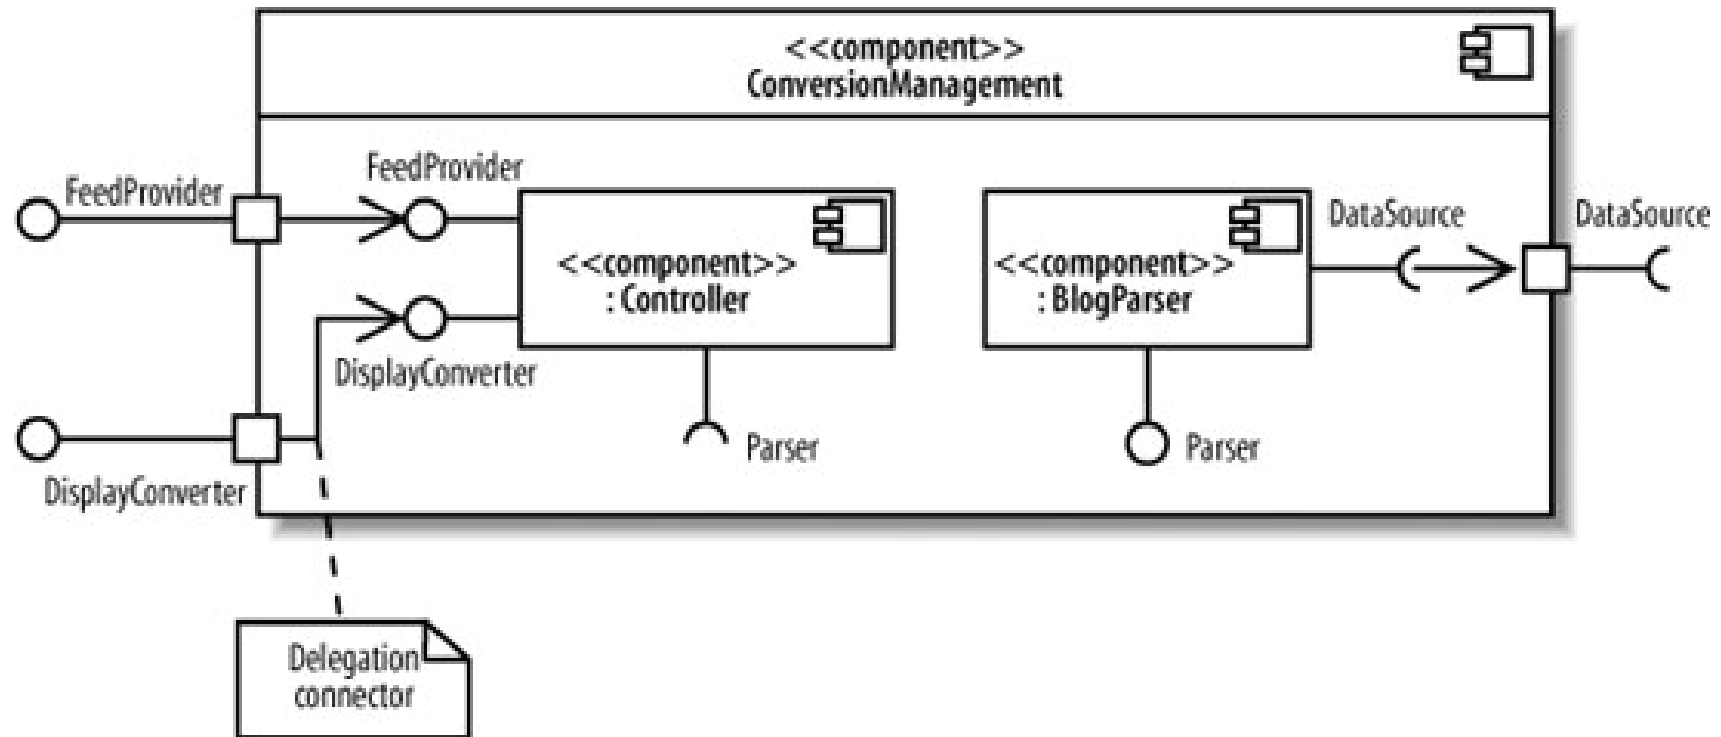 <<component>>
ConversionManagement
FeedProvider
FeedProvider
DataSource
DataSource
<<component>>
: Controller
<<component>>
: BlogParser
DisplayConverter
Parser
Parser
DisplayConverter
Delegation
connector